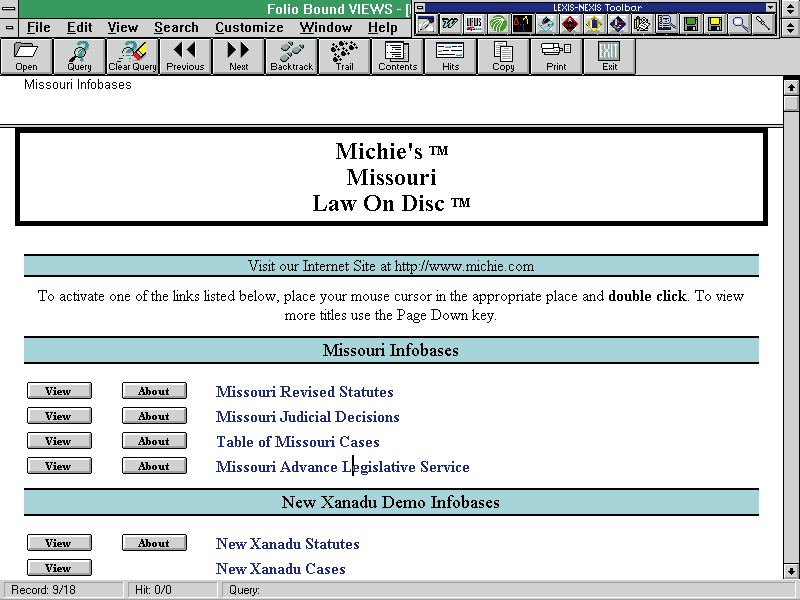 Folio Bound VIEWS - [
LEXIS-NEXIS Toolbar
File Edit View Search Customize Window Help
Open Query Clear Query Previous Next Backtrack Trail Contents Hits Copy Print Exit
Missouri Infobases
Michie's ™
Missouri
Law On Disc ™
Visit our Internet Site at http://www.michie.com
To activate one of the links listed below, place your mouse cursor in the appropriate place and double click. To view
more titles use the Page Down key.
Missouri Infobases
View About Missouri Revised Statutes
View About Missouri Judicial Decisions
View About Table of Missouri Cases
View About Missouri Advance Legislative Service
New Xanadu Demo Infobases
View About New Xanadu Statutes
View New Xanadu Cases
Record: 9/18 Hit: 0/0 Query: